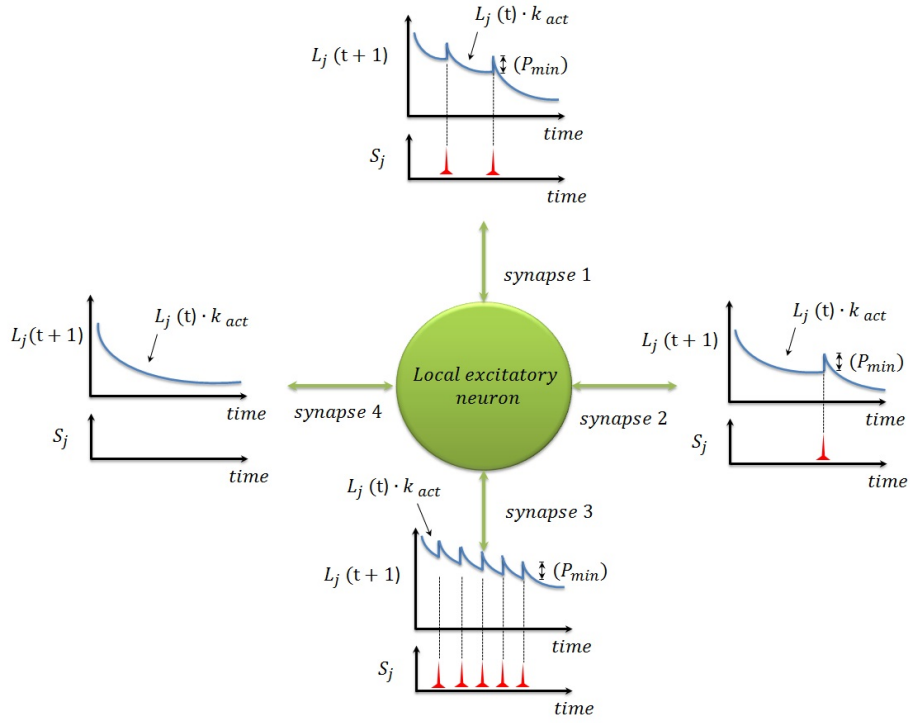 L_j (t) · k_act
L_j (t + 1)
(P_min)
time
S_j
time
synapse 1
L_j (t) · k_act
L_j(t + 1)
time
S_j
time
synapse 4
Local excitatory
neuron
synapse 2
L_j (t) · k_act
L_j (t + 1)
(P_min)
time
S_j
time
synapse 3
L_j (t) · k_act
L_j (t + 1)
(P_min)
time
S_j
time